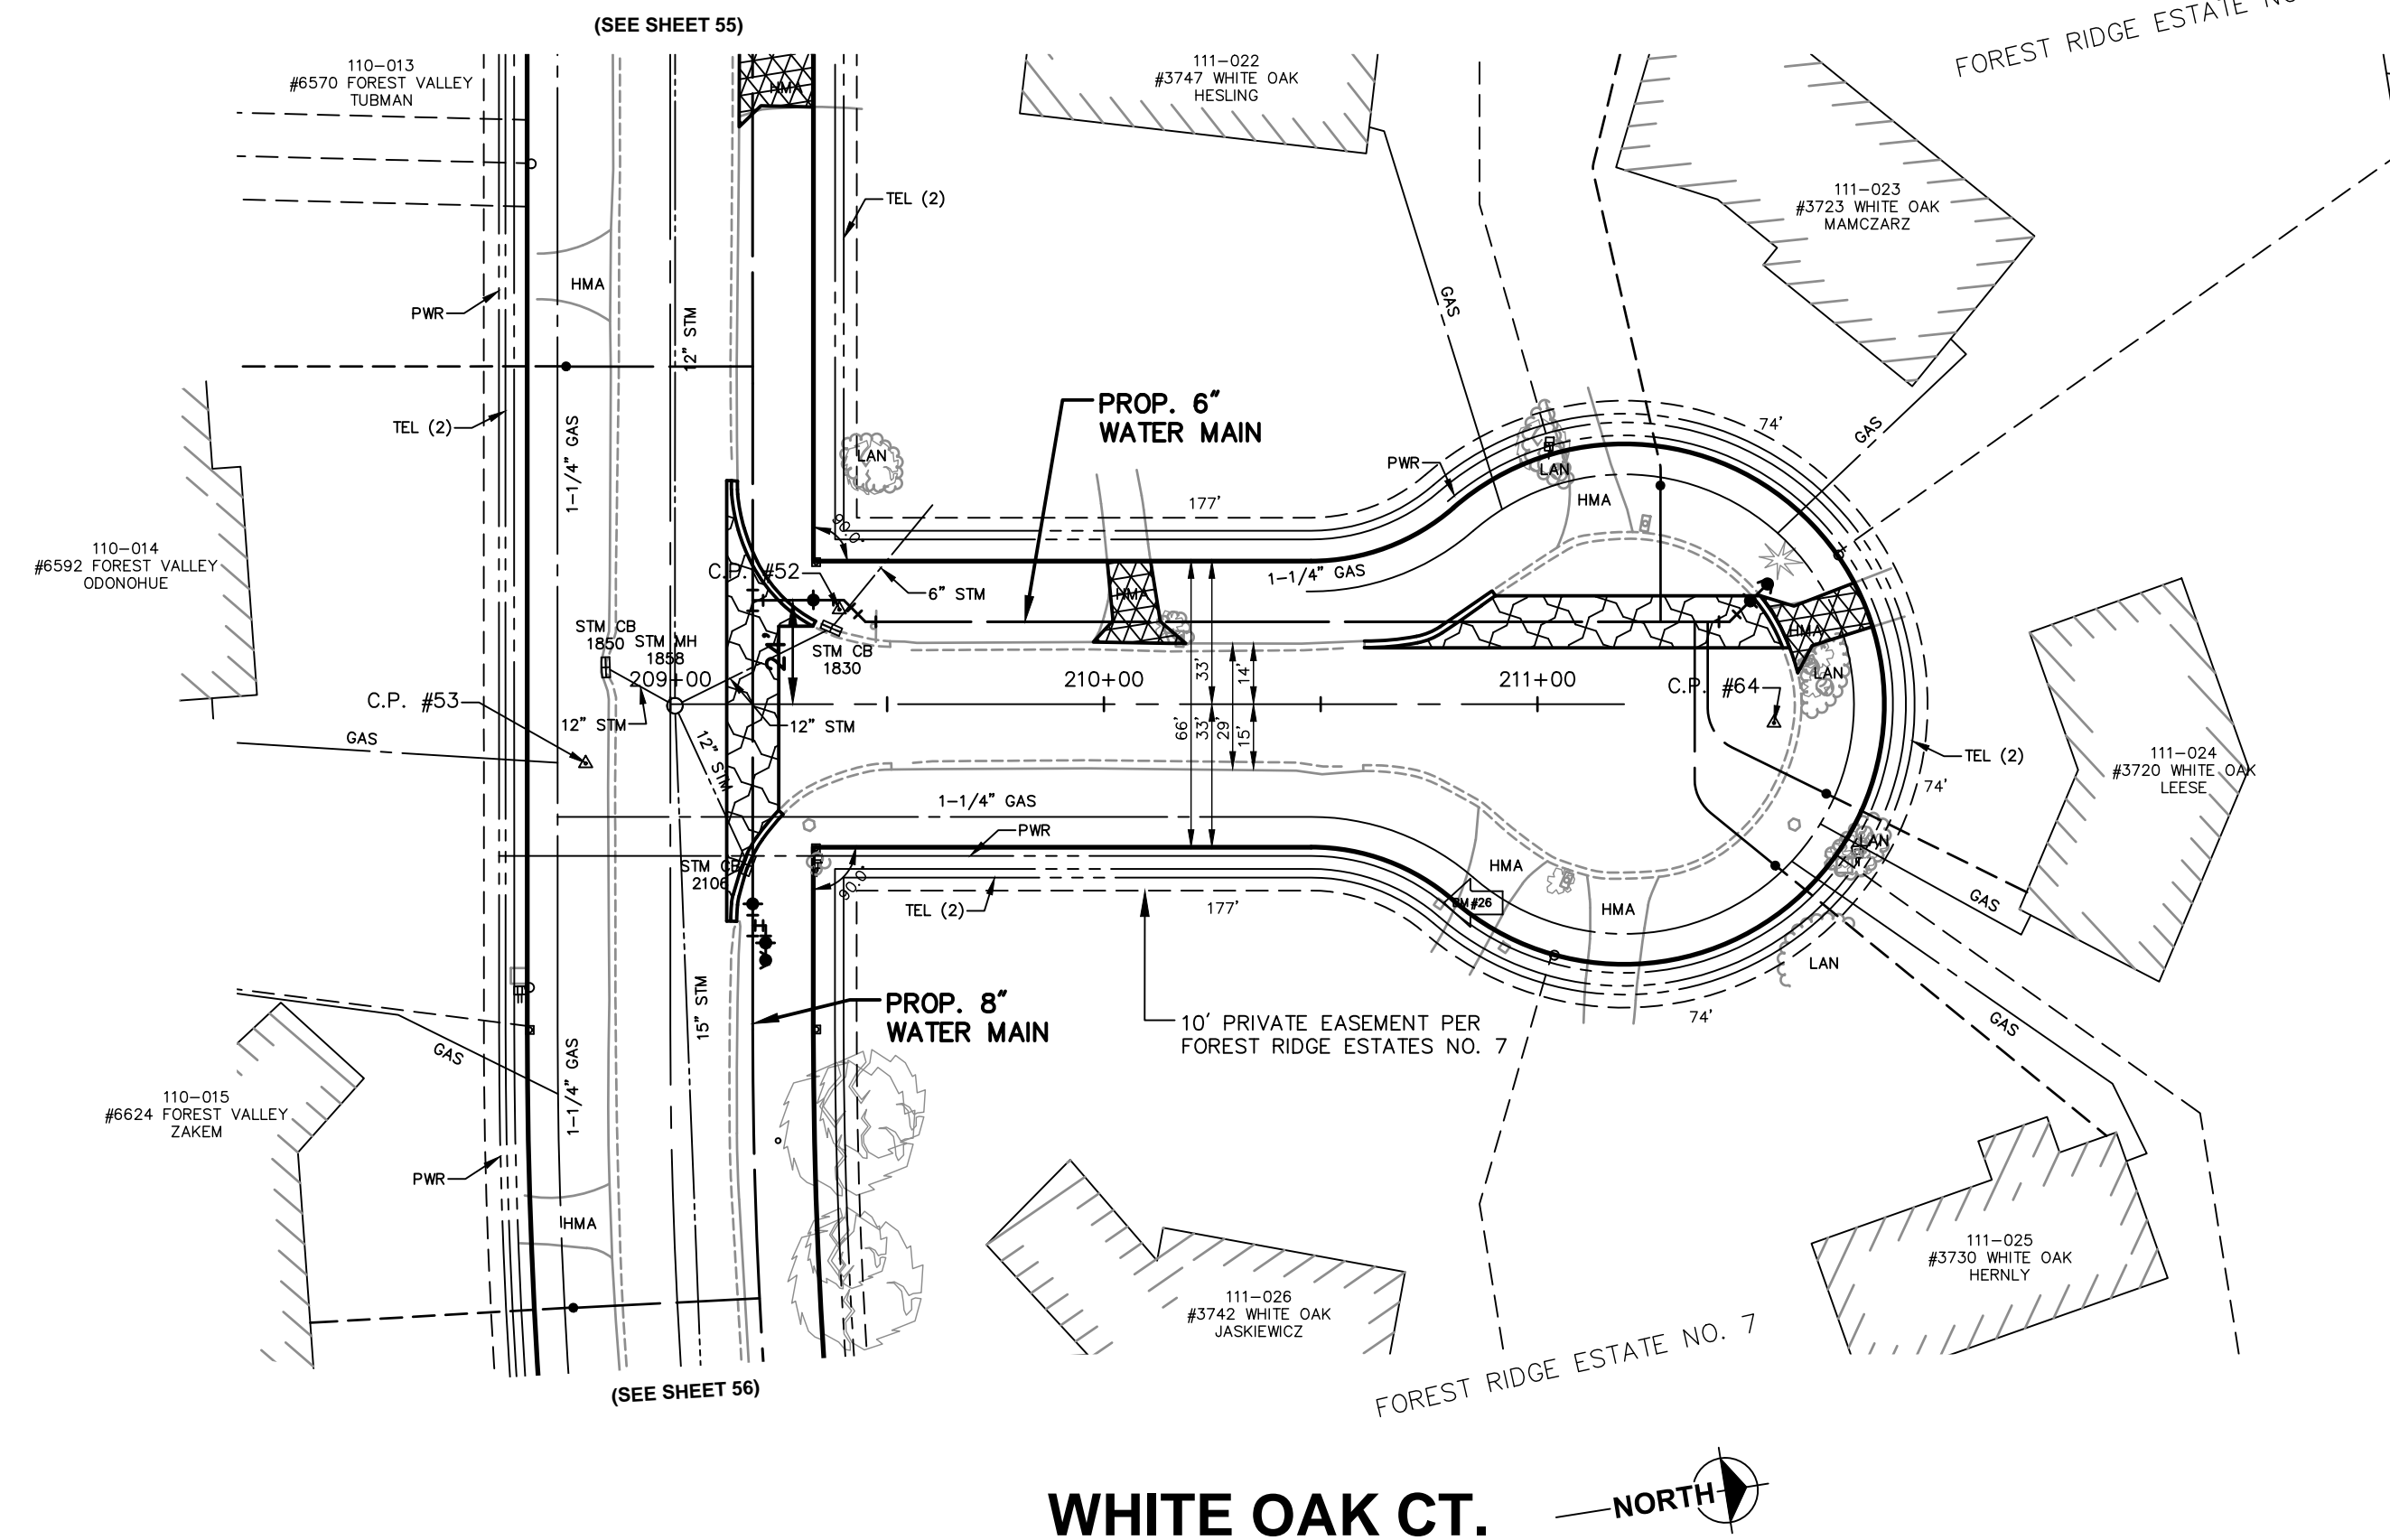 (SEE SHEET 55)
FOREST RIDGE ESTATE
110-013
#6570 FOREST VALLEY
TUBMAN
HMA
111-022
#3747 WHITE OAK
HESLING
111-023
#3723 WHITE OAK
MAMCZARZ
TEL (2)
HMA
PWR
12" STM
GAS
TEL (2)
1-1/4" GAS
LAN
PROP. 6"
WATER MAIN
PWR
LAN
74'
GAS
HMA
177'
90.0°
110-014
#6592 FOREST VALLEY
ODONOHUE
C.P. #52
6" STM
HMA
1-1/4" GAS
STM CB
1850
STM MH
1858
STM CB
1830
24'
209+00
210+00
211+00
33'
14'
66'
33'
29'
15'
HMA
LAN
C.P. #64
C.P. #53
12" STM
12" STM
12" STM
GAS
TEL (2)
111-024
#3720 WHITE OAK
LEESE
74'
1-1/4" GAS
PWR
STM CB
2106
90.0°
TEL (2)
177'
HMA
BM #26
HMA
LAN
GAS
LAN
PROP. 8"
WATER MAIN
15" STM
10' PRIVATE EASEMENT PER
FOREST RIDGE ESTATES NO. 7
74'
GAS
GAS
1-1/4" GAS
110-015
#6624 FOREST VALLEY
ZAKEM
PWR
HMA
111-025
#3730 WHITE OAK
HERNLY
111-026
#3742 WHITE OAK
JASKIEWICZ
FOREST RIDGE ESTATE NO. 7
(SEE SHEET 56)
WHITE OAK CT.
NORTH